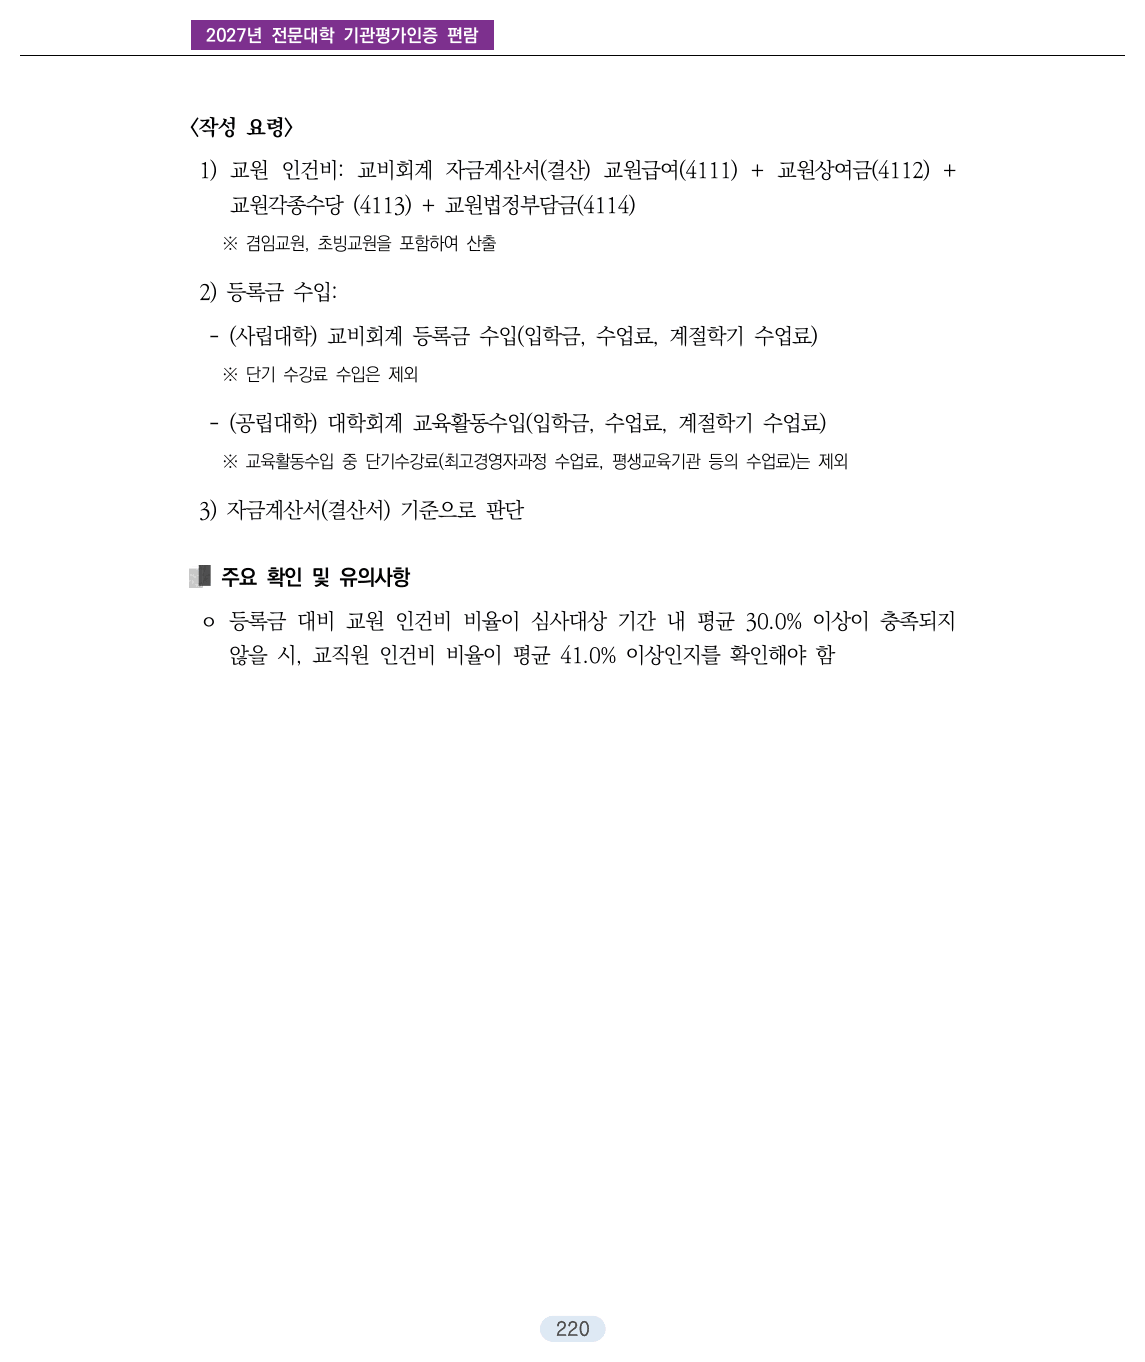 2027년 전문대학 기관평가인증 편람
<작성 요령>
1) 교원 인건비: 교비회계 자금계산서(결산) 교원급여(4111) + 교원상여금(4112) +
교원각종수당 (4113) + 교원법정부담금(4114)
※ 겸임교원, 초빙교원을 포함하여 산출
2) 등록금 수입:
- (사립대학) 교비회계 등록금 수입(입학금, 수업료, 계절학기 수업료)
※ 단기 수강료 수입은 제외
- (공립대학) 대학회계 교육활동수입(입학금, 수업료, 계절학기 수업료)
※ 교육활동수입 중 단기수강료(최고경영자과정 수업료, 평생교육기관 등의 수업료)는 제외
3) 자금계산서(결산서) 기준으로 판단
주요 확인 및 유의사항
ㅇ 등록금 대비 교원 인건비 비율이 심사대상 기간 내 평균 30.0% 이상이 충족되지
않을 시, 교직원 인건비 비율이 평균 41.0% 이상인지를 확인해야 함
220